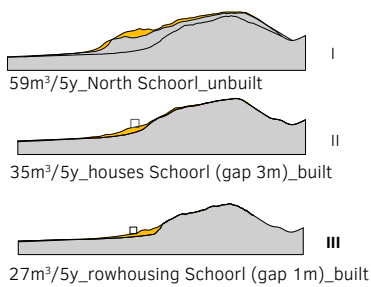 I
59m³/5y_North Schoorl_unbuilt
II
35m³/5y_houses Schoorl (gap 3m)_built
III
27m³/5y_rowhousing Schoorl (gap 1m)_built